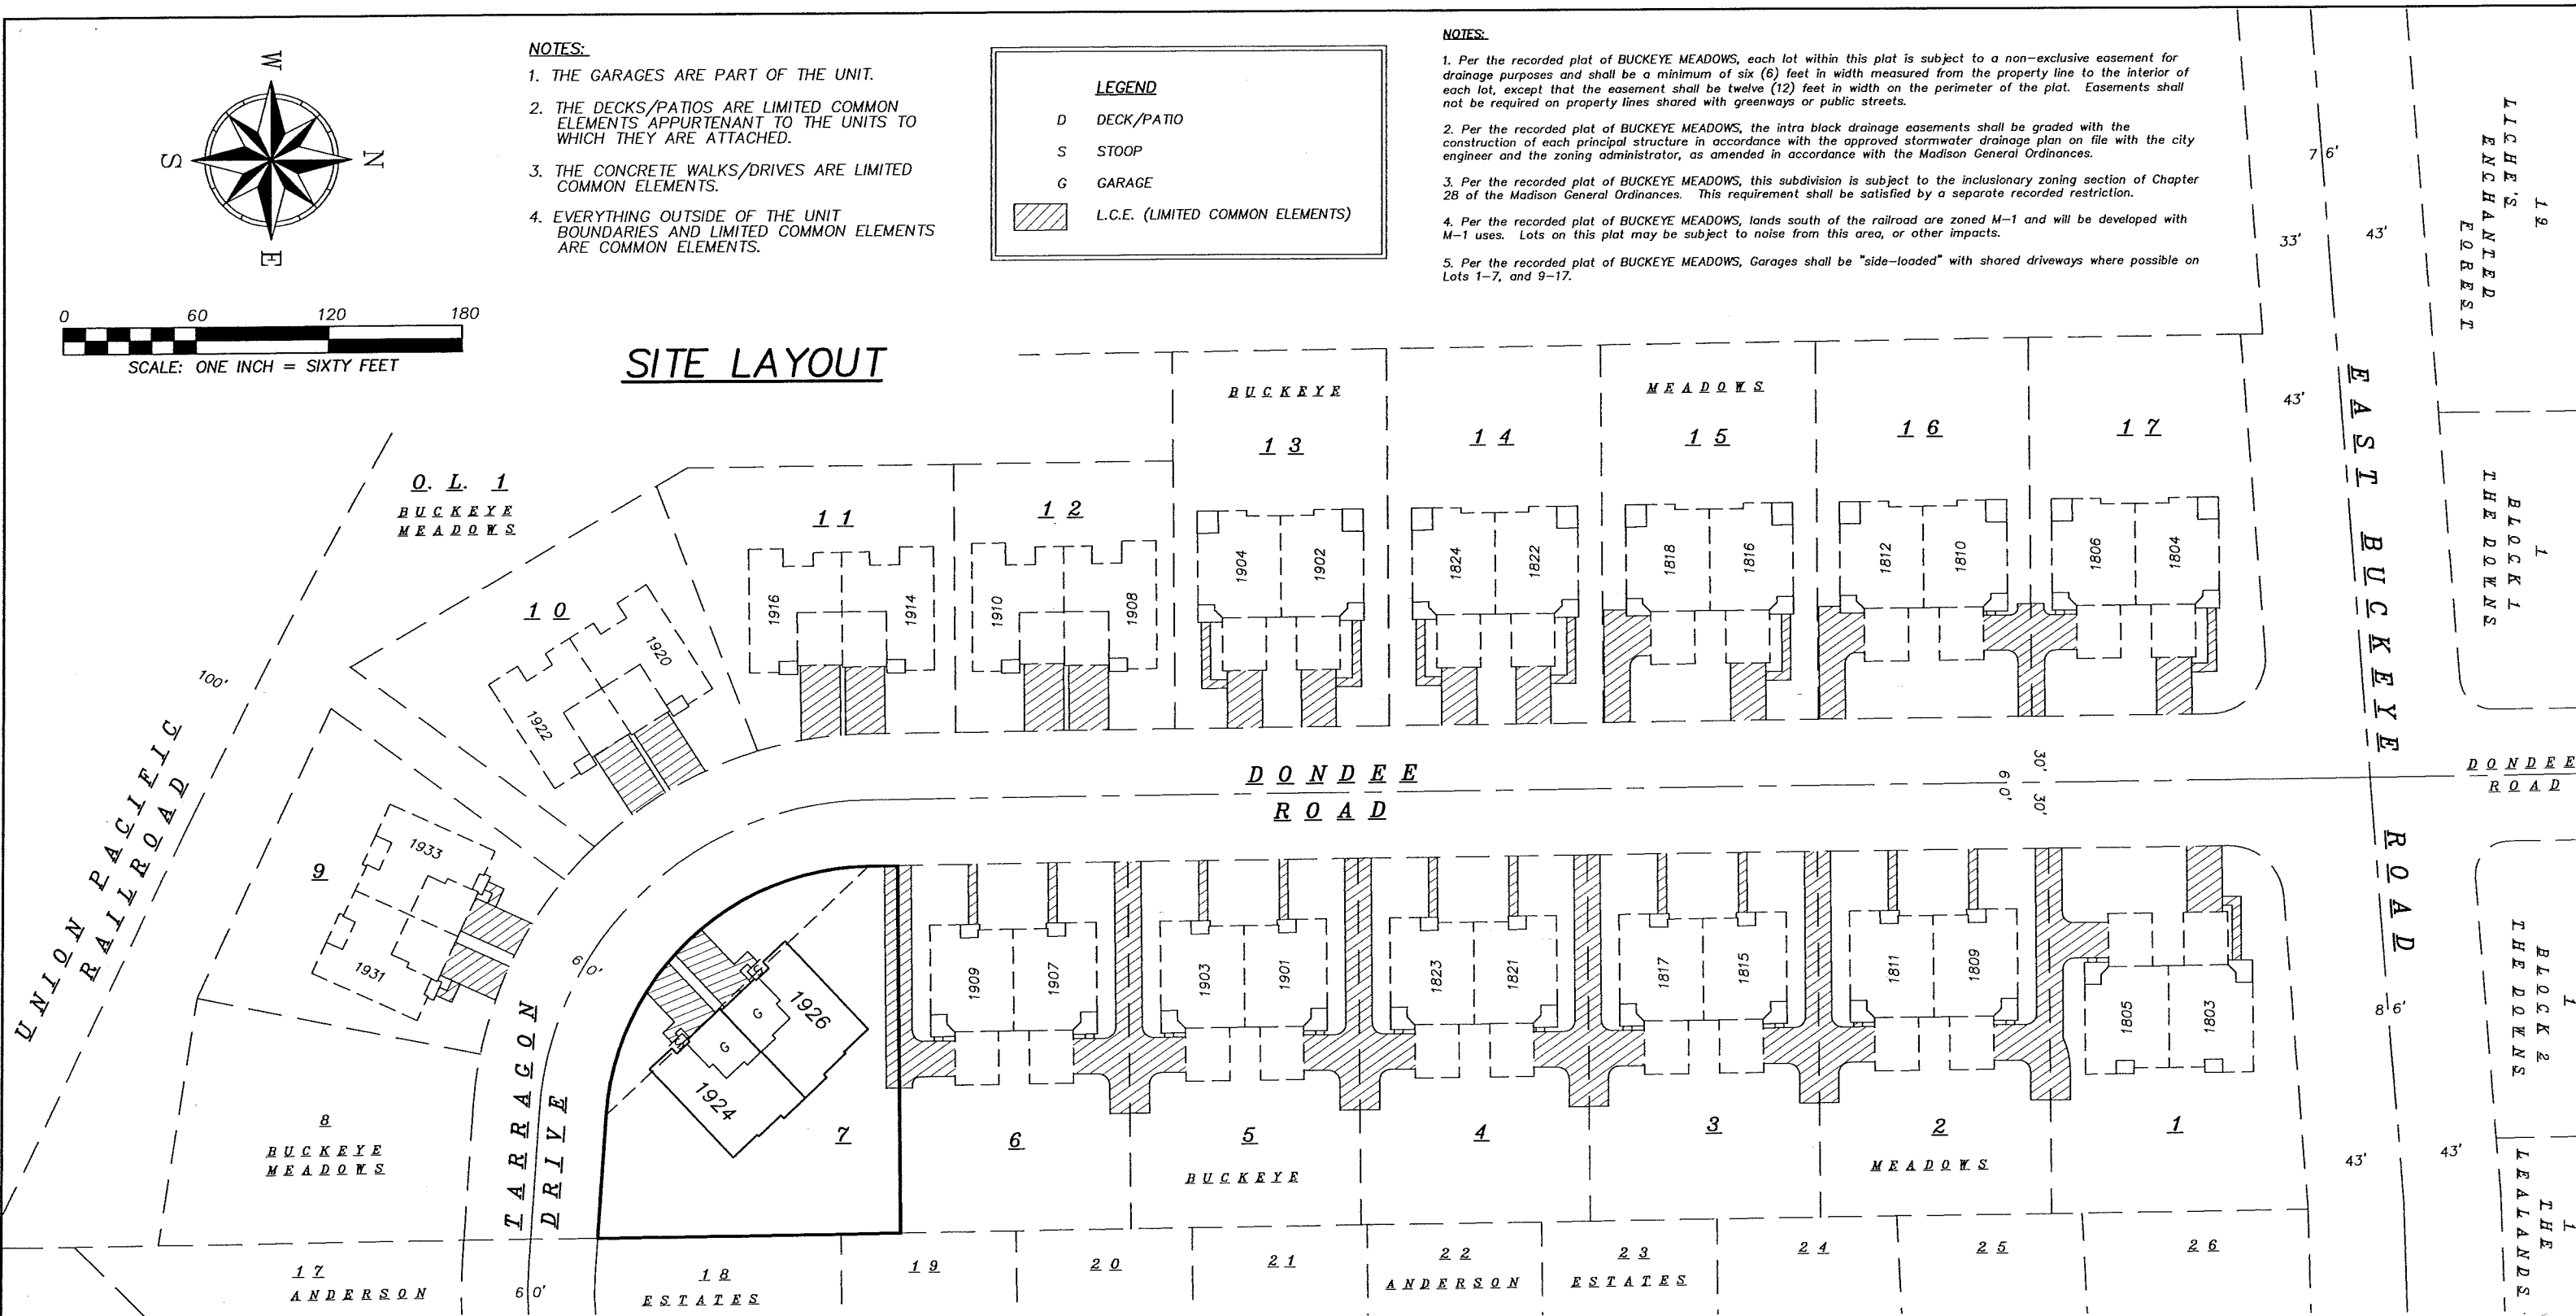 W
N
S
E
0 60 120 180
SCALE: ONE INCH = SIXTY FEET
NOTES:
1. THE GARAGES ARE PART OF THE UNIT.
2. THE DECKS/PATIOS ARE LIMITED COMMON
ELEMENTS APPURTENANT TO THE UNITS TO
WHICH THEY ARE ATTACHED.
3. THE CONCRETE WALKS/DRIVES ARE LIMITED
COMMON ELEMENTS.
4. EVERYTHING OUTSIDE OF THE UNIT
BOUNDARIES AND LIMITED COMMON ELEMENTS
ARE COMMON ELEMENTS.
LEGEND
D DECK/PATIO
S STOOP
G GARAGE
L.C.E. (LIMITED COMMON ELEMENTS)
NOTES:
1. Per the recorded plat of BUCKEYE MEADOWS, each lot within this plat is subject to a non-exclusive easement for
drainage purposes and shall be a minimum of six (6) feet in width measured from the property line to the interior of
each lot, except that the easement shall be twelve (12) feet in width on the perimeter of the plat. Easements shall
not be required on property lines shared with greenways or public streets.
2. Per the recorded plat of BUCKEYE MEADOWS, the intra block drainage easements shall be graded with the
construction of each principal structure in accordance with the approved stormwater drainage plan on file with the city
engineer and the zoning administrator, as amended in accordance with the Madison General Ordinances.
3. Per the recorded plat of BUCKEYE MEADOWS, this subdivision is subject to the inclusionary zoning section of Chapter
28 of the Madison General Ordinances. This requirement shall be satisfied by a separate recorded restriction.
4. Per the recorded plat of BUCKEYE MEADOWS, lands south of the railroad are zoned M-1 and will be developed with
M-1 uses. Lots on this plat may be subject to noise from this area, or other impacts.
5. Per the recorded plat of BUCKEYE MEADOWS, Garages shall be "side-loaded" with shared driveways where possible on
Lots 1-7, and 9-17.
SITE LAYOUT
76'
33'
43'
43'
19
LICHE'S
ENCHANTED
FOREST
BUCKEYE
MEADOWS
13
14
15
16
17
O. L. 1
BUCKEYE
MEADOWS
11
12
10
1904
1902
1824
1822
1818
1816
1812
1810
1806
1804
1916
1914
1910
1908
1920
1922
EAST BUCKEYE ROAD
BLOCK 1
THE DOWNS
1
100'
UNION PACIFIC
RAILROAD
DONDEE
ROAD
60'
30'
30'
DONDEE
ROAD
9
1933
1931
60'
TARRAGON
DRIVE
1926
G
G
1924
7
1909
1907
1903
1901
1823
1821
1817
1815
1811
1809
1805
1803
86'
1
BLOCK 2
THE DOWNS
8
BUCKEYE
MEADOWS
6
5
4
3
2
1
BUCKEYE
MEADOWS
43'
43'
1
THE
LEALANDS
17
ANDERSON
60'
18
ESTATES
19
20
21
22
ANDERSON
23
ESTATES
24
25
26